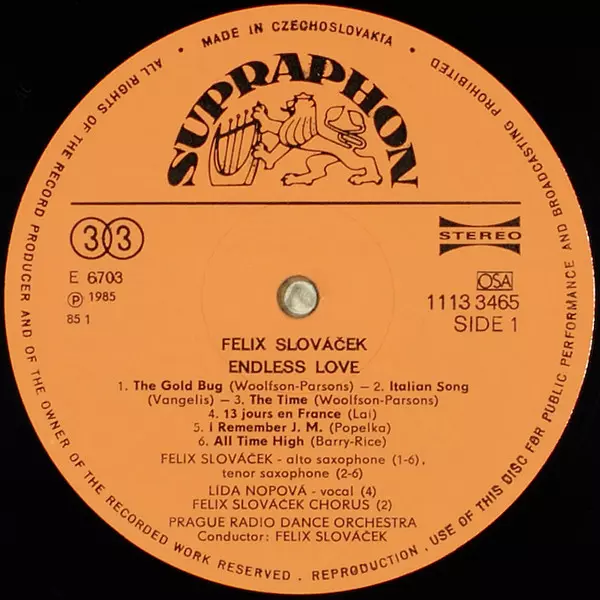 MADE IN CZECHOSLOVAKIA
ALL RIGHTS OF THE RECORD PRODUCER AND OF THE OWNER OF THE RECORDED WORK RESERVED . REPRODUCTION . USE OF THIS DISC FOR PUBLIC PERFORMANCE AND BROADCASTING PROHIBITED
SUPRAPHON
33
STEREO
E 6703
OSA
Ⓟ 1985
1113 3465
85 1
SIDE 1
FELIX SLOVÁČEK
ENDLESS LOVE
1. The Gold Bug (Woolfson-Parsons) – 2. Italian Song
(Vangelis) – 3. The Time (Woolfson-Parsons)
4. 13 jours en France (Lai)
5. I Remember J. M. (Popelka)
6. All Time High (Barry-Rice)
FELIX SLOVÁČEK - alto saxophone (1-6),
tenor saxophone (2-6)
LÍDA NOPOVÁ - vocal (4)
FELIX SLOVÁČEK CHORUS (2)
PRAGUE RADIO DANCE ORCHESTRA
Conductor: FELIX SLOVÁČEK